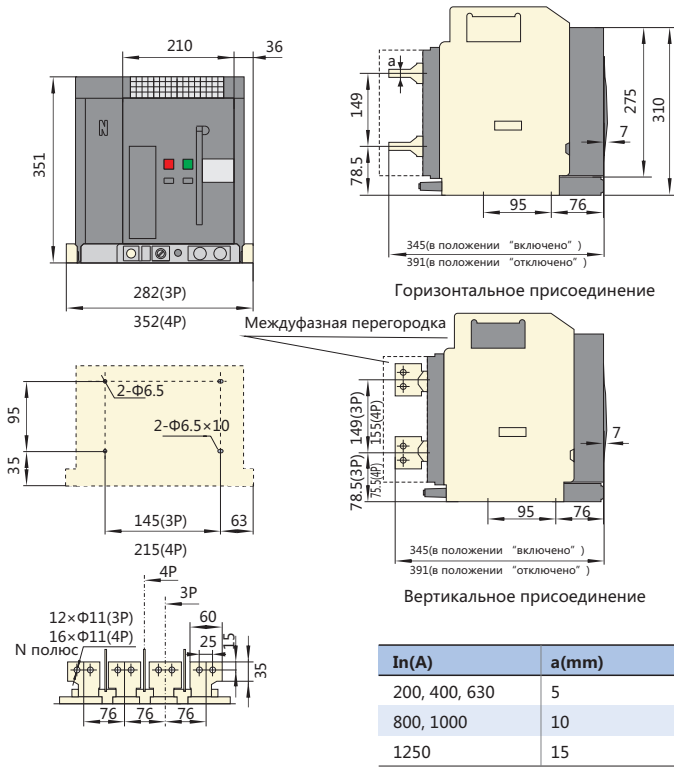 210
36
351
282(3P)
352(4P)
a
149
78.5
275
310
7
95
76
345(в положении “включено”)
391(в положении “отключено”)
Горизонтальное присоединение
Междуфазная перегородка
2-Ф6.5
2-Ф6.5×10
95
35
145(3P)
63
215(4P)
149(3P)
155(4P)
78.5(3P)
75.5(4P)
7
95
76
345(в положении “включено”)
391(в положении “отключено”)
Вертикальное присоединение
4P
3P
12×Ф11(3P)
16×Ф11(4P)
N полюс
60
25
15
35
76
76
76
In(A) a(mm)
200, 400, 630 5
800, 1000 10
1250 15